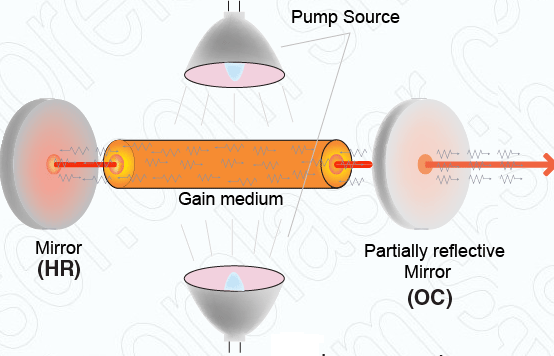 Pump Source
Gain medium
Mirror
(HR)
Partially reflective
Mirror
(OC)